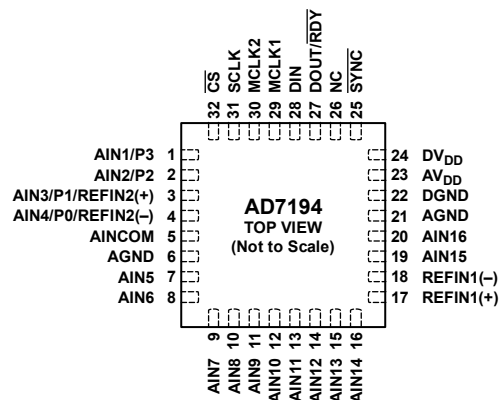 32 C̅S̅
31 SCLK
30 MCLK2
29 MCLK1
28 DIN
27 DOUT/R̅D̅Y̅
26 NC
25 S̅Y̅N̅C̅
AIN1/P3 1
AIN2/P2 2
AIN3/P1/REFIN2(+) 3
AIN4/P0/REFIN2(–) 4
AINCOM 5
AGND 6
AIN5 7
AIN6 8
AD7194
TOP VIEW
(Not to Scale)
24 DVDD
23 AVDD
22 DGND
21 AGND
20 AIN16
19 AIN15
18 REFIN1(–)
17 REFIN1(+)
AIN7 9
AIN8 10
AIN9 11
AIN10 12
AIN11 13
AIN12 14
AIN13 15
AIN14 16